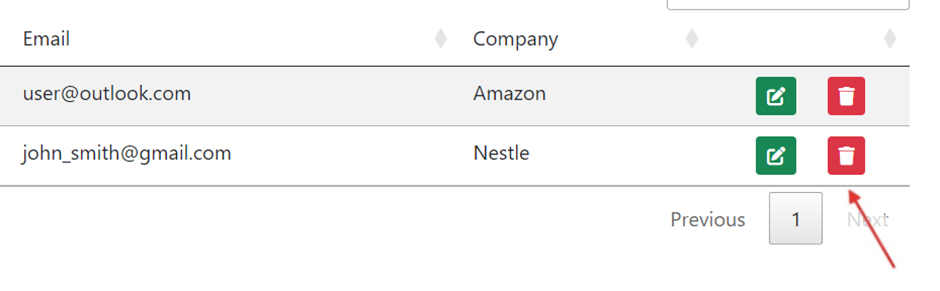 Email Company
user@outlook.com Amazon
john_smith@gmail.com Nestle
Previous 1 Next